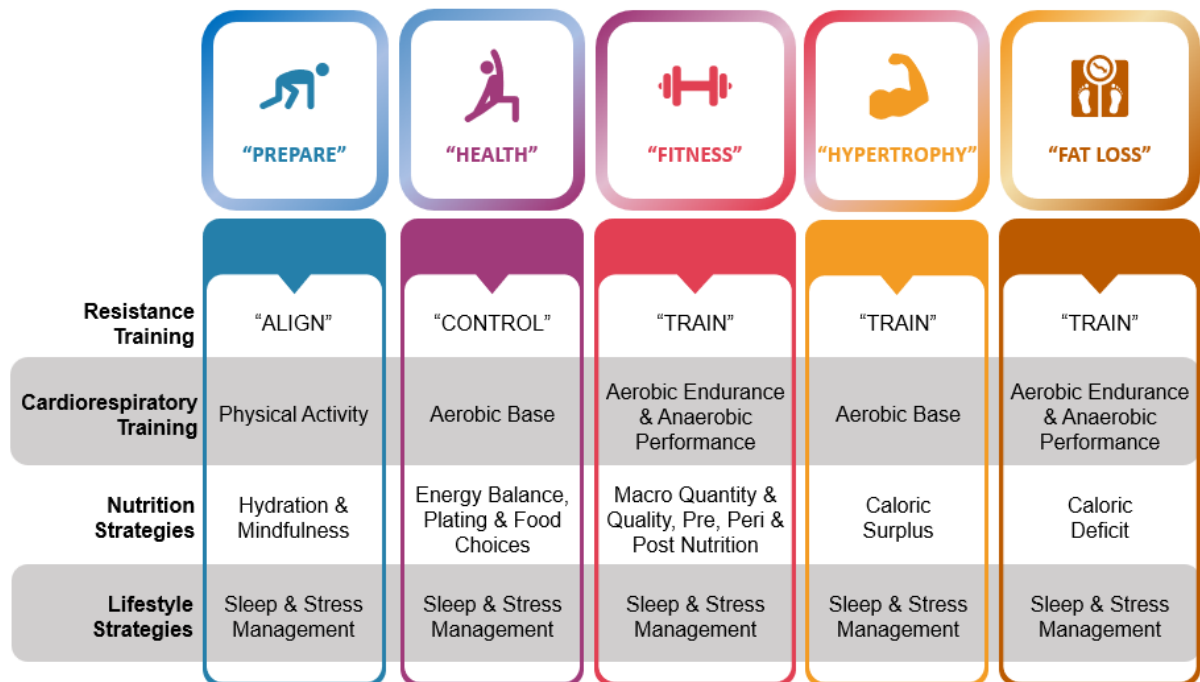 “PREPARE”
“HEALTH”
“FITNESS”
“HYPERTROPHY”
“FAT LOSS”
Resistance
Training
“ALIGN”
“CONTROL”
“TRAIN”
“TRAIN”
“TRAIN”
Cardiorespiratory
Training
Physical Activity
Aerobic Base
Aerobic Endurance
& Anaerobic
Performance
Aerobic Base
Aerobic Endurance
& Anaerobic
Performance
Nutrition
Strategies
Hydration &
Mindfulness
Energy Balance,
Plating & Food
Choices
Macro Quantity &
Quality, Pre, Peri &
Post Nutrition
Caloric
Surplus
Caloric
Deficit
Lifestyle
Strategies
Sleep & Stress
Management
Sleep & Stress
Management
Sleep & Stress
Management
Sleep & Stress
Management
Sleep & Stress
Management